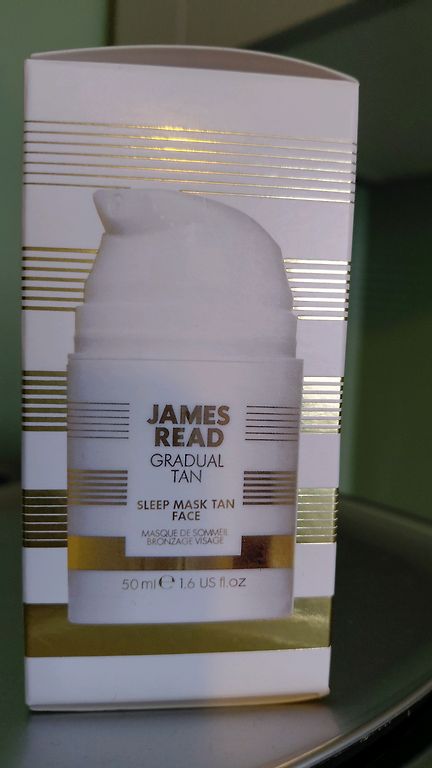 JAMES
READ
GRADUAL
TAN
SLEEP MASK TAN
FACE
MASQUE DE SOMMEIL
BRONZAGE VISAGE
50 ml ℮ 1.6 US fl.oz